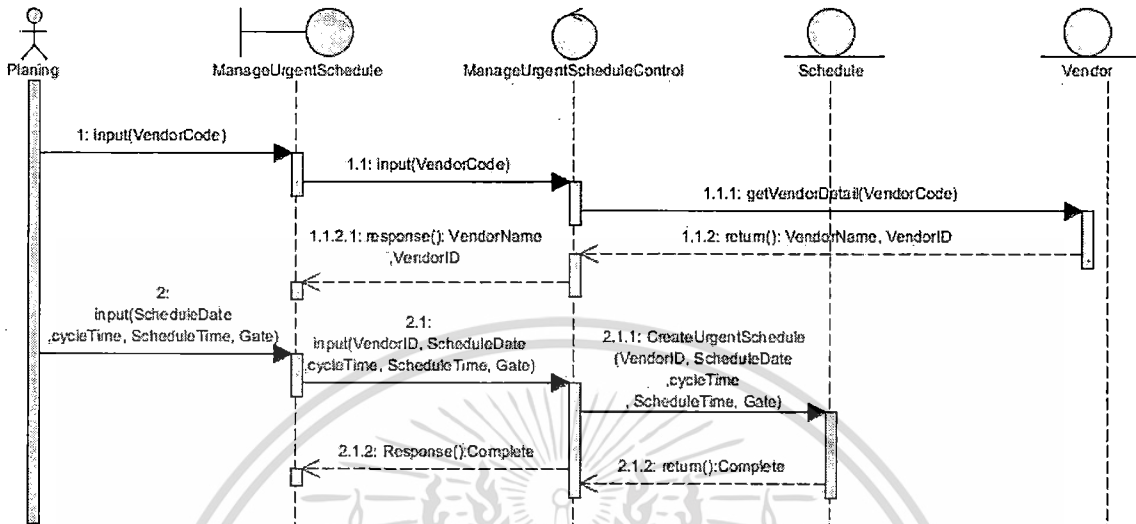 Planing
ManageUrgentSchedule
ManageUrgentScheduleControl
Schedule
Vendor
1: input(VendorCode)
1.1: input(VendorCode)
1.1.1: getVendorDetail(VendorCode)
1.1.2.1: response(): VendorName
,VendorID
1.1.2: return(): VendorName, VendorID
2:
input(ScheduleDate
,cycleTime, ScheduleTime, Gate)
2.1:
input(VendorID, ScheduleDate
,cycleTime, ScheduleTime, Gate)
2.1.1: CreateUrgentSchedule
(VendorID, ScheduleDate
,cycleTime
, ScheduleTime, Gate)
2.1.2: Response():Complete
2.1.2: return():Complete